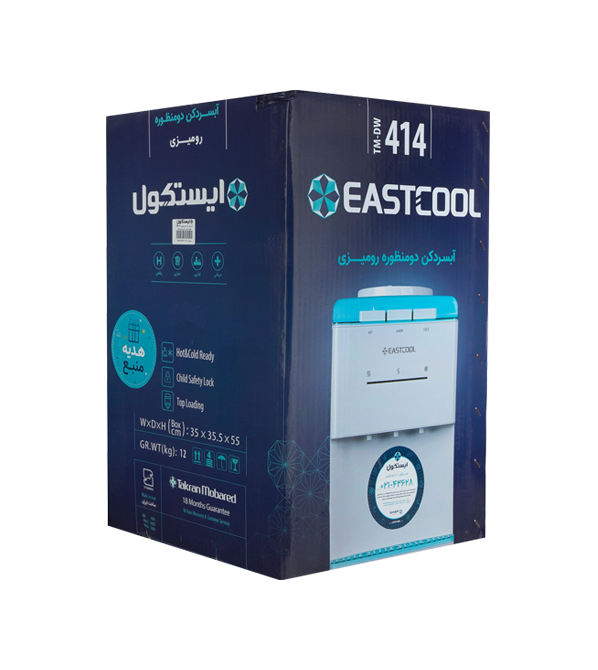 آبسردکن دومنظوره
رومیزی
ایستکول
هدیه
منبع
Hot&Cold Ready
Child Safety Lock
Top Loading
W×D×H (Box cm) : 35 × 35.5 × 55
GR.WT(kg): 12
Takran Mobared
18 Months Guarantee
TM-DW
414
EASTCOOL
آبسردکن دومنظوره رومیزی
EASTCOOL
ایستکول
۰۲۱-۴۳۶۲۸